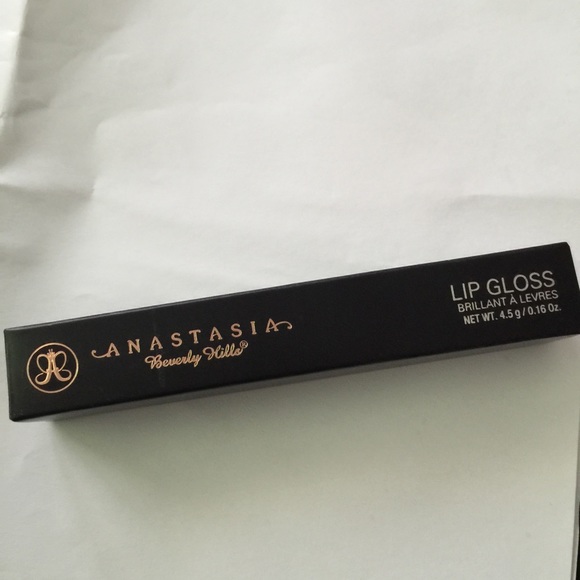 A
ANASTASIA
Beverly Hills®
LIP GLOSS
BRILLANT À LEVRES
NET WT. 4.5 g / 0.16 Oz.